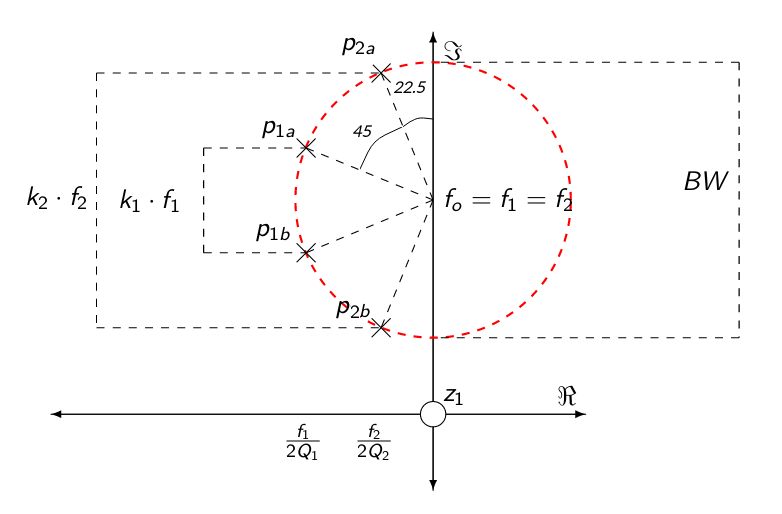 p₂ₐ
ℑ
22.5
45
p₁ₐ
BW
k₂ · f₂
k₁ · f₁
fₒ = f₁ = f₂
p₁b
p₂b
z₁
ℜ
f₁/2Q₁
f₂/2Q₂